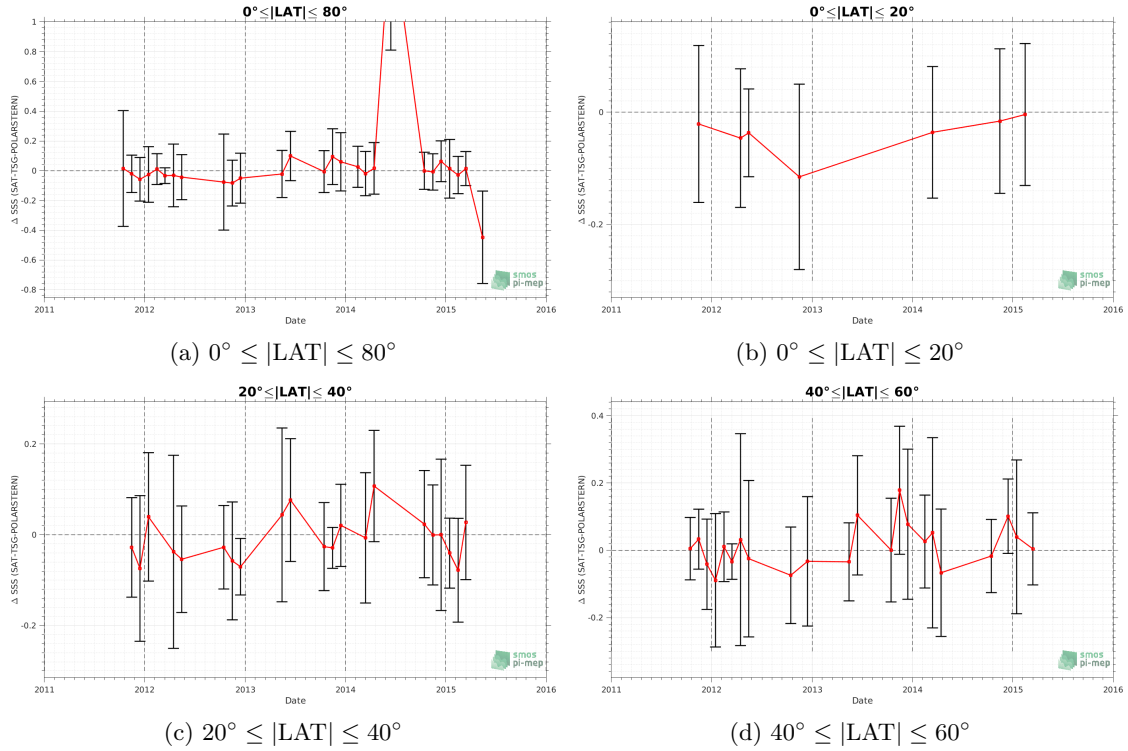 0°≤|LAT|≤ 80°
Δ SSS (SAT-TSG-POLARSTERN)
1
0.8
0.6
0.4
0.2
0
-0.2
-0.4
-0.6
-0.8
2011 2012 2013 2014 2015 2016
Date
smos
pi-mep
(a) 0° ≤ |LAT| ≤ 80°
0°≤|LAT|≤ 20°
Δ SSS (SAT-TSG-POLARSTERN)
0
-0.2
2011 2012 2013 2014 2015 2016
Date
smos
pi-mep
(b) 0° ≤ |LAT| ≤ 20°
20°≤|LAT|≤ 40°
Δ SSS (SAT-TSG-POLARSTERN)
0.2
0
-0.2
2011 2012 2013 2014 2015 2016
Date
smos
pi-mep
(c) 20° ≤ |LAT| ≤ 40°
40°≤|LAT|≤ 60°
Δ SSS (SAT-TSG-POLARSTERN)
0.4
0.2
0
-0.2
2011 2012 2013 2014 2015 2016
Date
smos
pi-mep
(d) 40° ≤ |LAT| ≤ 60°